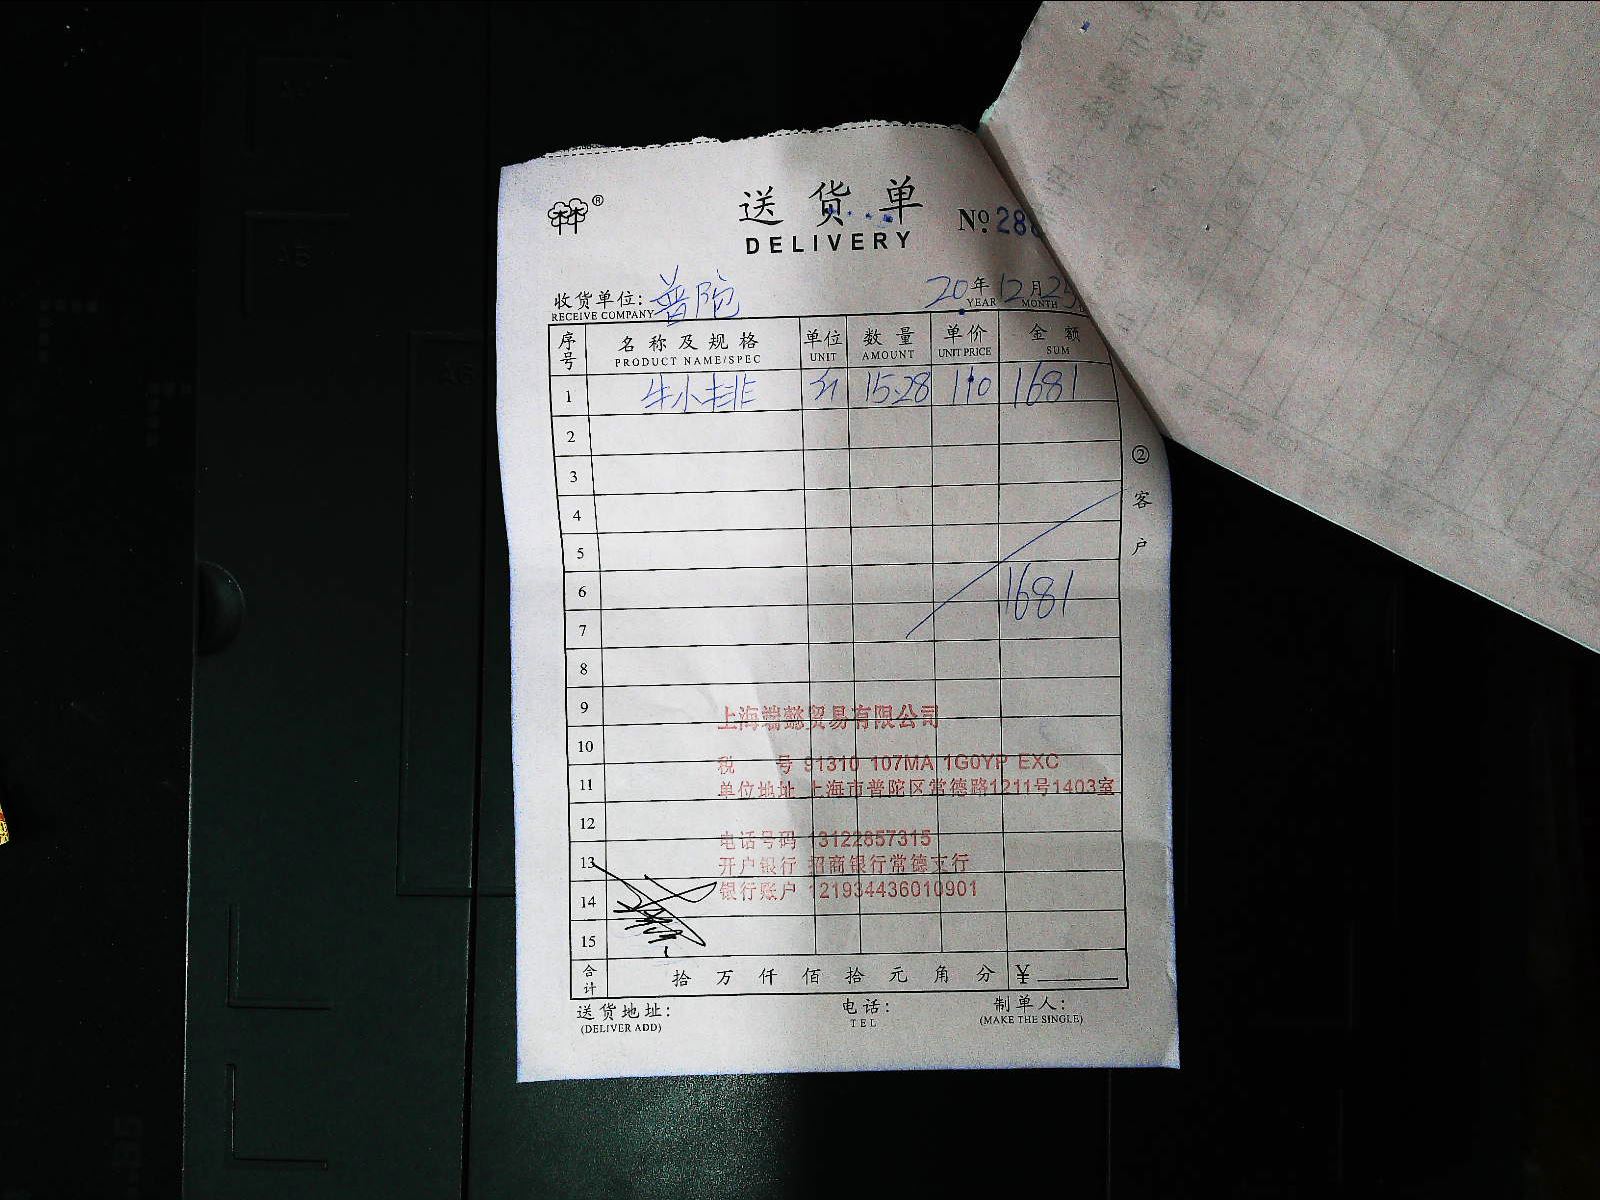 ®
送货单
DELIVERY
№ 28
收货单位: 普陀
RECEIVE COMPANY
20年12月
YEAR MONTH
序号 名称及规格 单位 数量 单价 金额
PRODUCT NAME/SPEC UNIT AMOUNT UNIT PRICE SUM
1 牛小排 斤 15.28 110 1681
2
3
4
5
6 1681
7
8
9
上海端懿贸易有限公司
10
税 号 91310 107MA 1G0YP EXC
11
单位地址 上海市普陀区常德路1211号1403室
12
电话号码 13122857315
13
开户银行 招商银行常德支行
14
银行账户 121934436010901
15
合计 拾万仟佰拾元角分 ¥
送货地址: 电话: 制单人:
(DELIVER ADD) TEL (MAKE THE SINGLE)
②客户
A5
A6